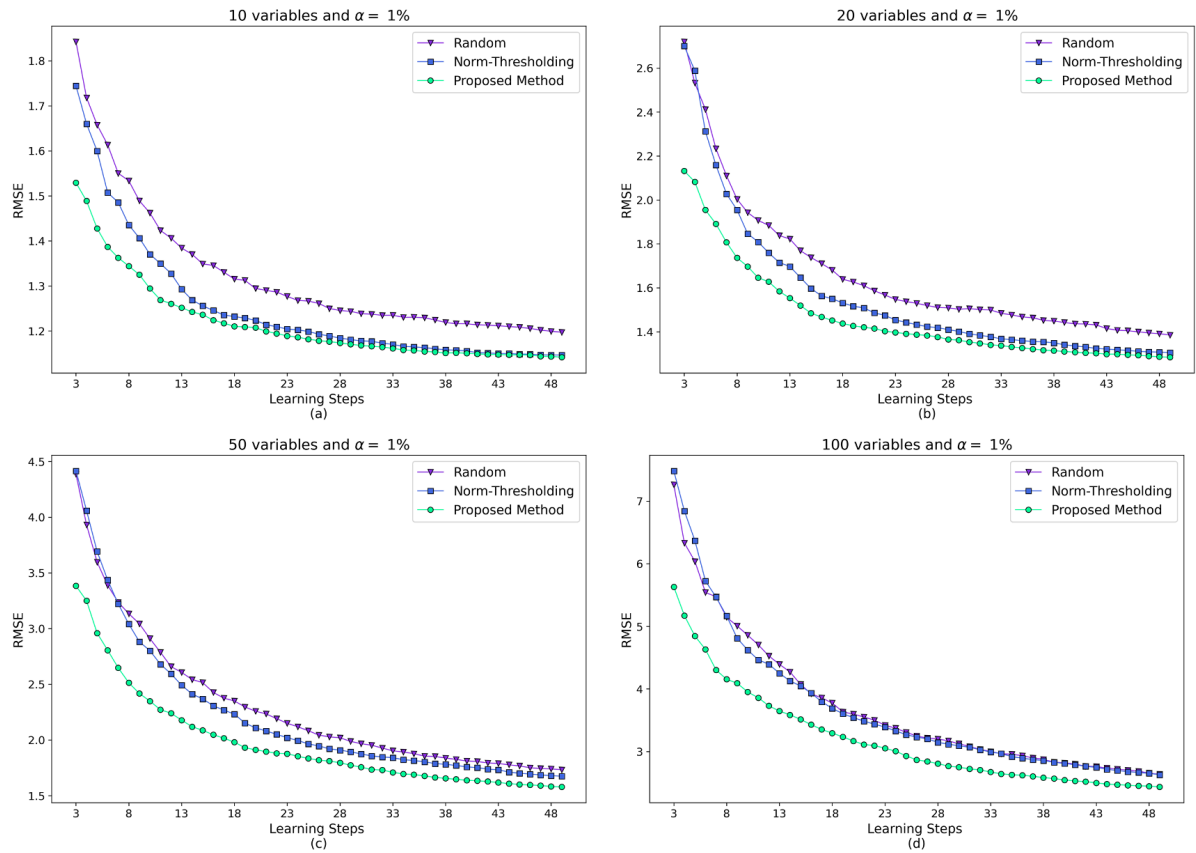 10 variables and α = 1%
1.8
1.7
1.6
1.5
1.4
1.3
1.2
RMSE
Random
Norm-Thresholding
Proposed Method
3 8 13 18 23 28 33 38 43 48
Learning Steps
(a)
20 variables and α = 1%
2.6
2.4
2.2
2.0
1.8
1.6
1.4
RMSE
Random
Norm-Thresholding
Proposed Method
3 8 13 18 23 28 33 38 43 48
Learning Steps
(b)
50 variables and α = 1%
4.5
4.0
3.5
3.0
2.5
2.0
1.5
RMSE
Random
Norm-Thresholding
Proposed Method
3 8 13 18 23 28 33 38 43 48
Learning Steps
(c)
100 variables and α = 1%
7
6
5
4
3
RMSE
Random
Norm-Thresholding
Proposed Method
3 8 13 18 23 28 33 38 43 48
Learning Steps
(d)